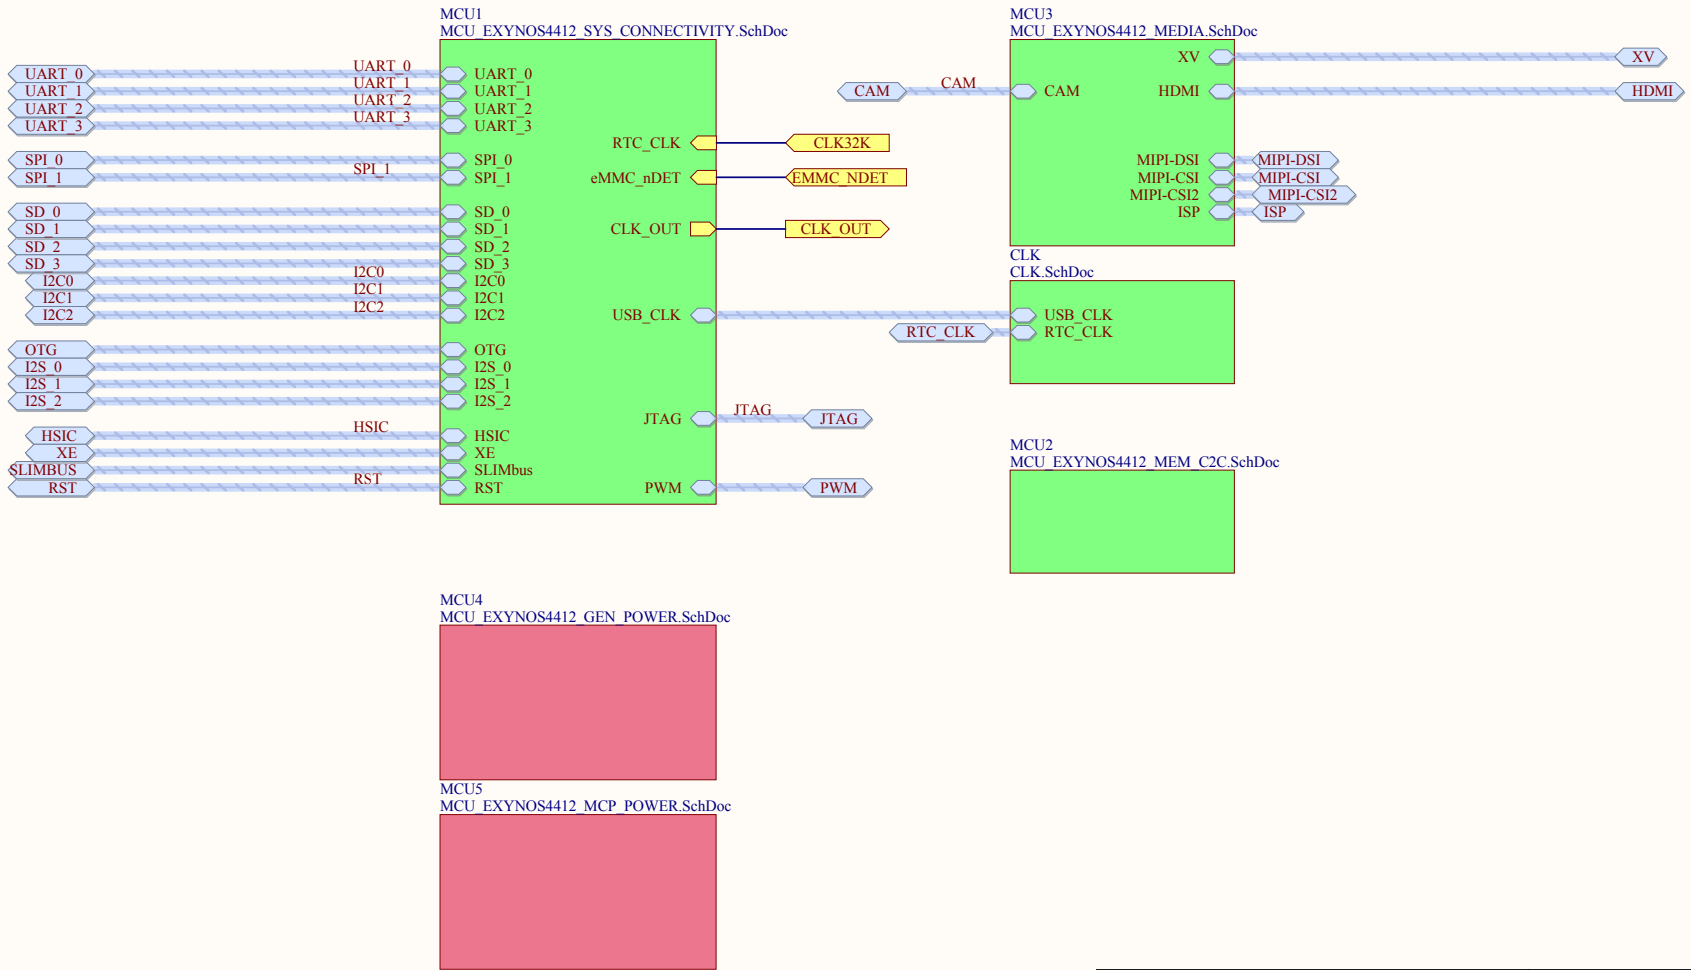 MCU1
MCU_EXYNOS4412_SYS_CONNECTIVITY.SchDoc
UART_0 UART_0 UART_0
UART_1 UART_1 UART_1
UART_2 UART_2 UART_2
UART_3 UART_3 UART_3
RTC_CLK CLK32K
SPI_0 SPI_0
SPI_1 SPI_1 SPI_1 eMMC_nDET EMMC_NDET
SD_0 SD_0
SD_1 SD_1 CLK_OUT CLK_OUT
SD_2 SD_2
SD_3 SD_3
I2C0 I2C0 I2C0
I2C1 I2C1 I2C1
I2C2 I2C2 I2C2 USB_CLK
OTG OTG
I2S_0 I2S_0
I2S_1 I2S_1
I2S_2 I2S_2
JTAG JTAG JTAG
HSIC HSIC HSIC
XE XE
SLIMBUS SLIMbus
RST RST RST PWM PWM
MCU3
MCU_EXYNOS4412_MEDIA.SchDoc
XV XV
CAM CAM CAM HDMI HDMI
MIPI-DSI MIPI-DSI
MIPI-CSI MIPI-CSI
MIPI-CSI2 MIPI-CSI2
ISP ISP
CLK
CLK.SchDoc
USB_CLK
RTC_CLK RTC_CLK
MCU2
MCU_EXYNOS4412_MEM_C2C.SchDoc
MCU4
MCU_EXYNOS4412_GEN_POWER.SchDoc
MCU5
MCU_EXYNOS4412_MCP_POWER.SchDoc